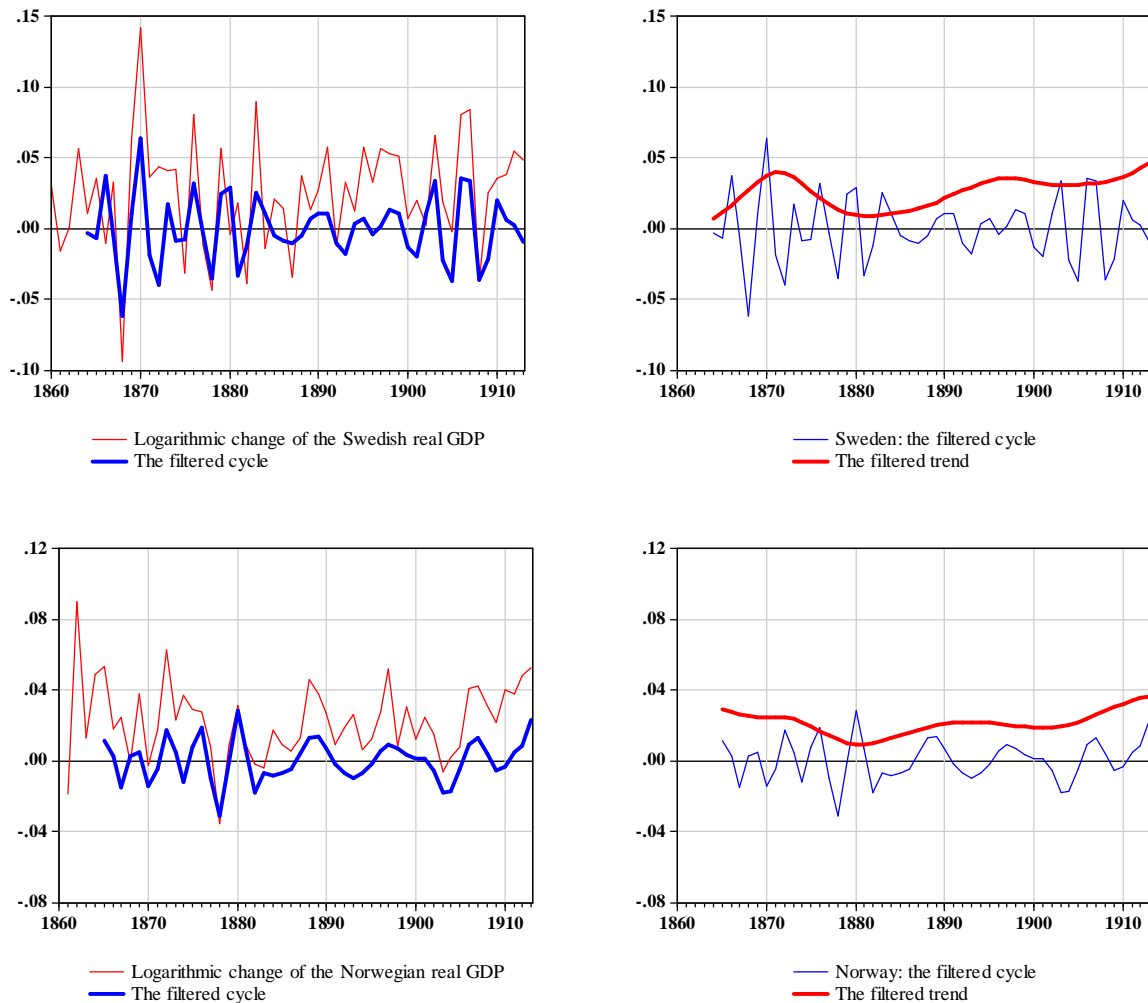 .15
.10
.05
.00
-.05
-.10
1860 1870 1880 1890 1900 1910
Logarithmic change of the Swedish real GDP
The filtered cycle
.15
.10
.05
.00
-.05
-.10
1860 1870 1880 1890 1900 1910
Sweden: the filtered cycle
The filtered trend
.12
.08
.04
.00
-.04
-.08
1860 1870 1880 1890 1900 1910
Logarithmic change of the Norwegian real GDP
The filtered cycle
.12
.08
.04
.00
-.04
-.08
1860 1870 1880 1890 1900 1910
Norway: the filtered cycle
The filtered trend